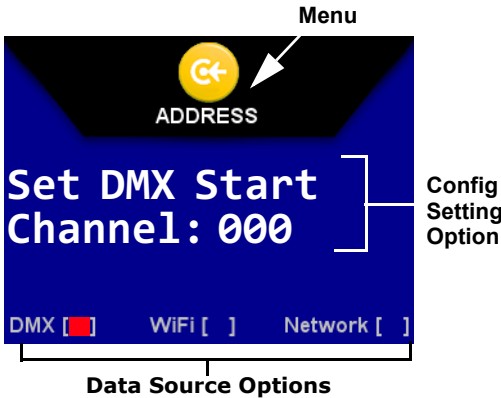 Menu
ADDRESS
Set DMX Start
Channel: 000
Config
Setting
Option
DMX [ ] WiFi [ ] Network [ ]
Data Source Options